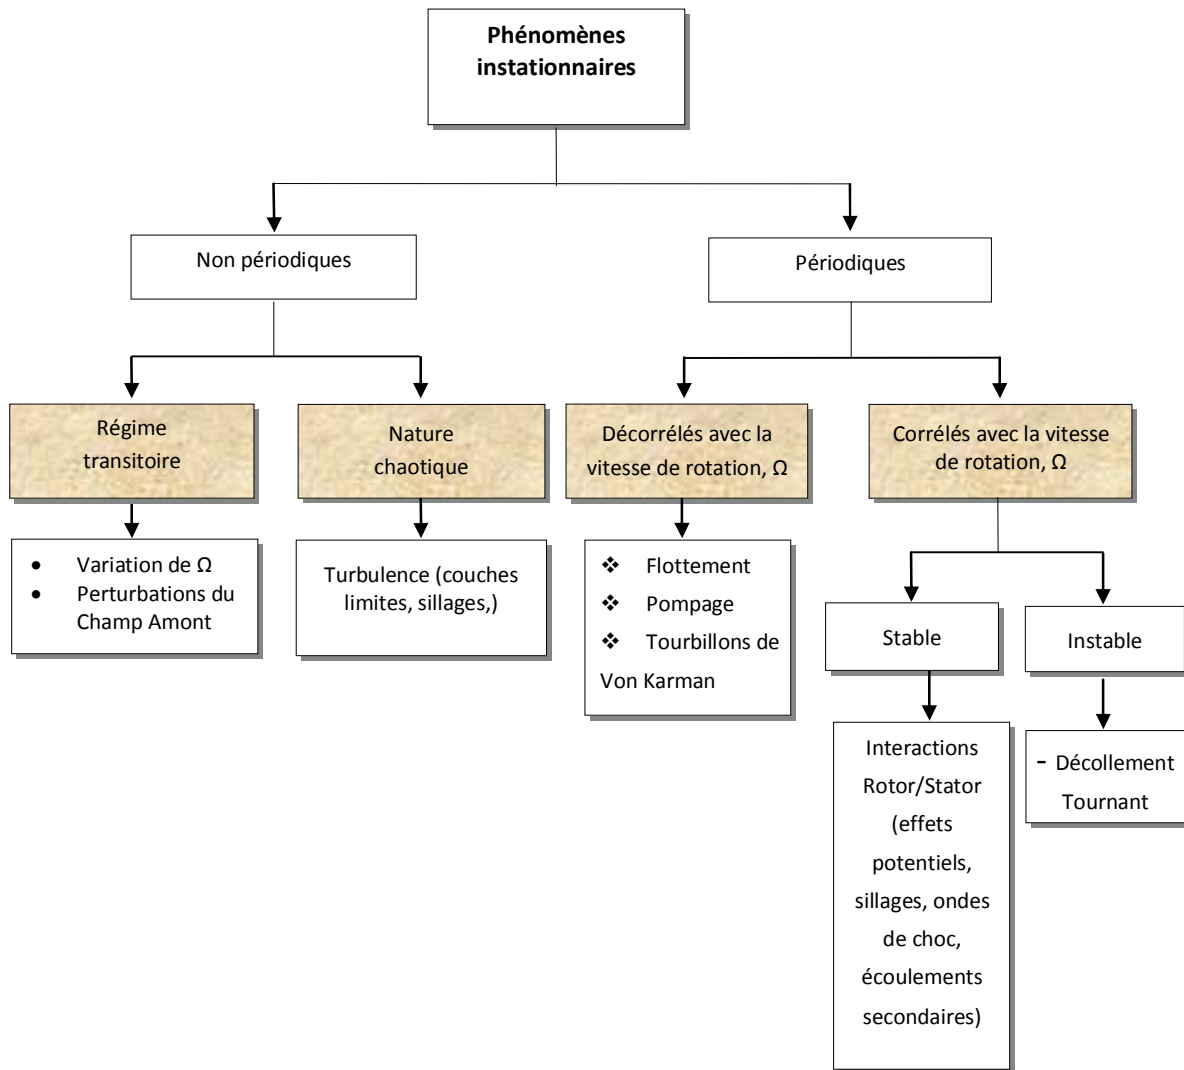 Phénomènes
instationnaires
Non périodiques
Périodiques
Régime
transitoire
Nature
chaotique
Décorrélés avec la
vitesse de rotation, Ω
Corrélés avec la vitesse
de rotation, Ω
• Variation de Ω
• Perturbations du
Champ Amont
Turbulence (couches
limites, sillages,)
❖ Flottement
❖ Pompage
❖ Tourbillons de
Von Karman
Stable
Instable
Interactions
Rotor/Stator
(effets
potentiels,
sillages, ondes
de choc,
écoulements
secondaires)
- Décollement
Tournant